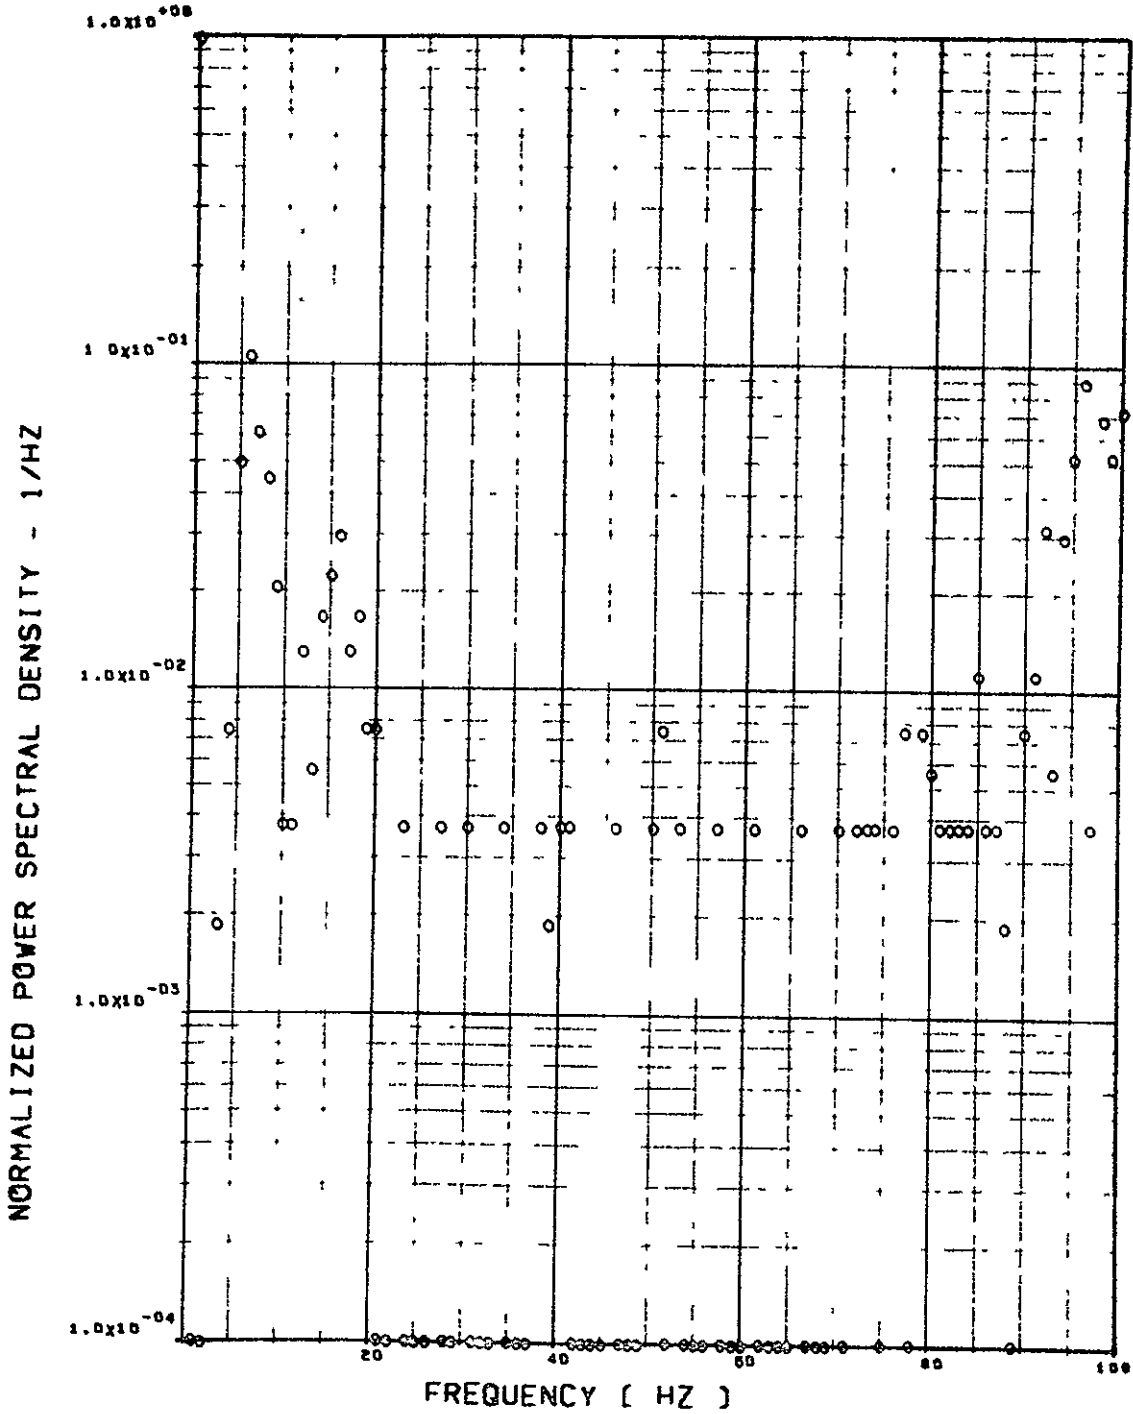 1.0X10+00
1 0X10-01
1.0X10-02
1.0X10-03
1.0X10-04
NORMALIZED POWER SPECTRAL DENSITY - 1/HZ
20
40
60
80
100
FREQUENCY [ HZ ]